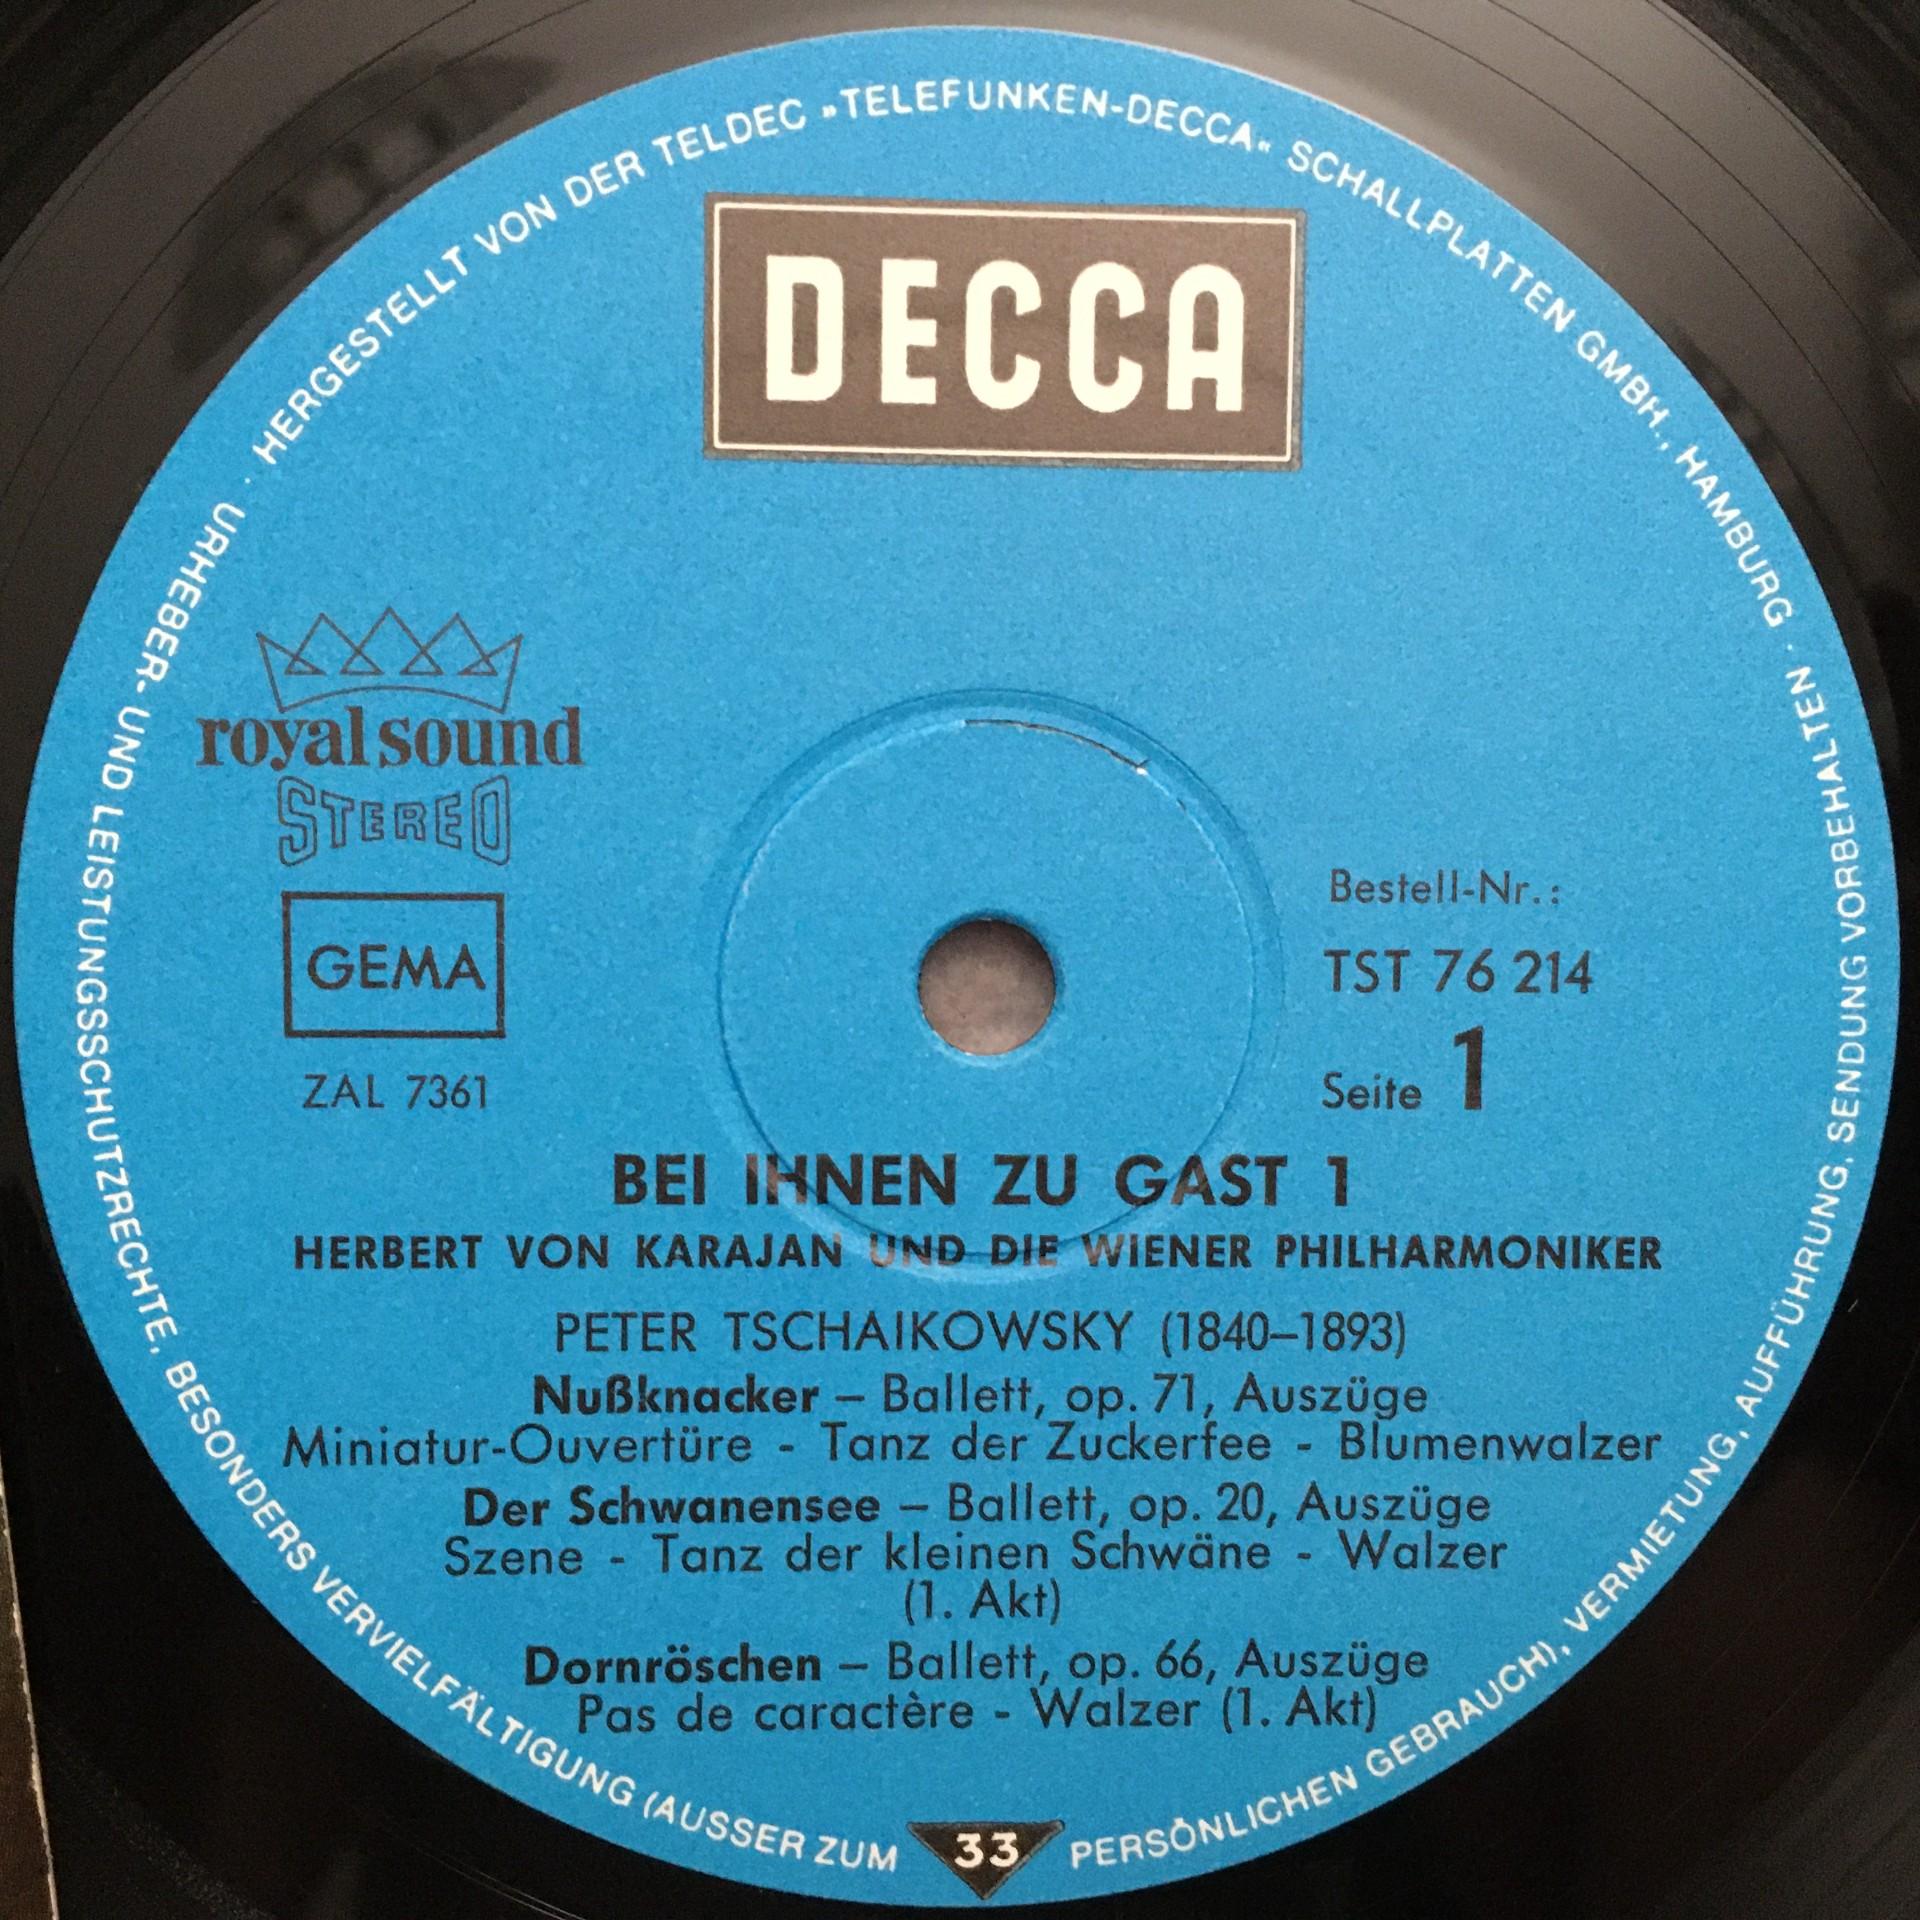 HERGESTELLT VON DER TELDEC »TELEFUNKEN-DECCA« SCHALLPLATTEN GMBH., HAMBURG · URHEBER- UND LEISTUNGSSCHUTZRECHTE, BESONDERS VERVIELFÄLTIGUNG (AUSSER ZUM PERSÖNLICHEN GEBRAUCH), VERMIETUNG, AUFFÜHRUNG, SENDUNG VORBEHALTEN ·
DECCA
royal sound
STEREO
GEMA
ZAL 7361
Bestell-Nr.:
TST 76 214
Seite 1
BEI IHNEN ZU GAST 1
HERBERT VON KARAJAN UND DIE WIENER PHILHARMONIKER
PETER TSCHAIKOWSKY (1840–1893)
Nußknacker – Ballett, op. 71, Auszüge
Miniatur-Ouvertüre - Tanz der Zuckerfee - Blumenwalzer
Der Schwanensee – Ballett, op. 20, Auszüge
Szene - Tanz der kleinen Schwäne - Walzer
(1. Akt)
Dornröschen – Ballett, op. 66, Auszüge
Pas de caractère - Walzer (1. Akt)
33